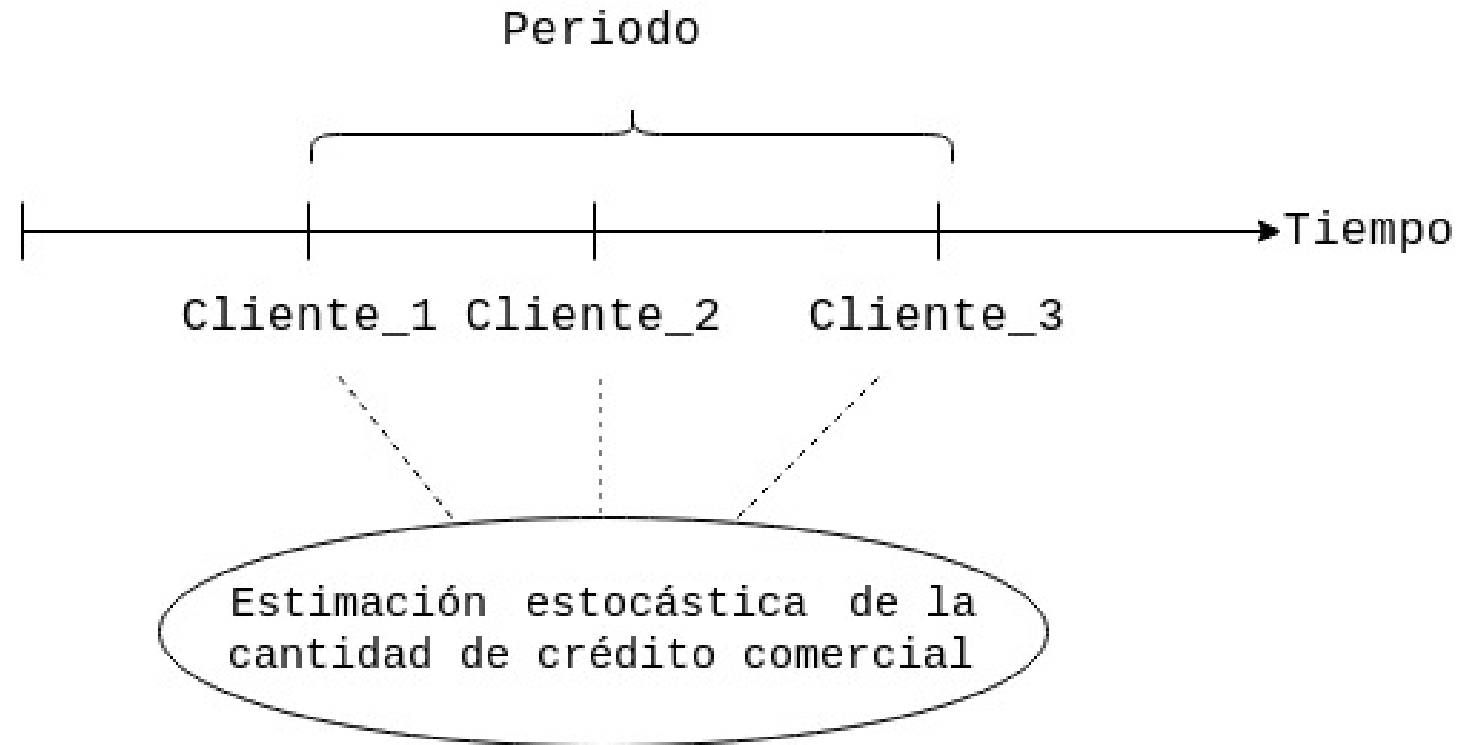 Periodo
Tiempo
Cliente_1 Cliente_2 Cliente_3
Estimación estocástica de la
cantidad de crédito comercial